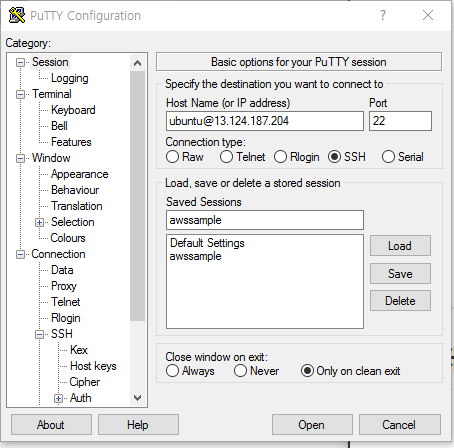 PuTTY Configuration
?
Category:
Session
Logging
Terminal
Keyboard
Bell
Features
Window
Appearance
Behaviour
Translation
Selection
Colours
Connection
Data
Proxy
Telnet
Rlogin
SSH
Kex
Host keys
Cipher
Auth
Basic options for your PuTTY session
Specify the destination you want to connect to
Host Name (or IP address) Port
ubuntu@13.124.187.204 22
Connection type:
Raw Telnet Rlogin SSH Serial
Load, save or delete a stored session
Saved Sessions
awssample
Default Settings
awssample
Load
Save
Delete
Close window on exit:
Always Never Only on clean exit
About Help Open Cancel